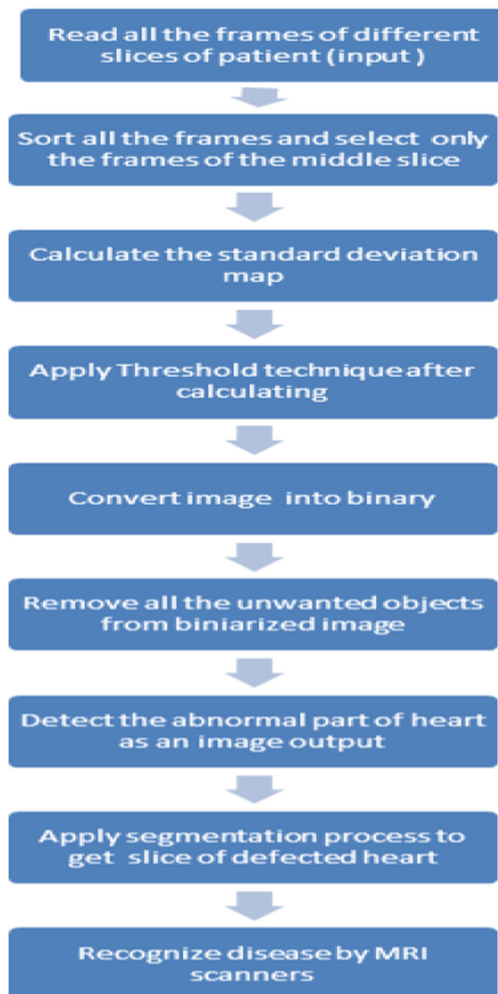 Read all the frames of different
slices of patient (input )
Sort all the frames and select only
the frames of the middle slice
Calculate the standard deviation
map
Apply Threshold technique after
calculating
Convert image into binary
Remove all the unwanted objects
from biniarized image
Detect the abnormal part of heart
as an image output
Apply segmentation process to
get slice of defected heart
Recognize disease by MRI
scanners